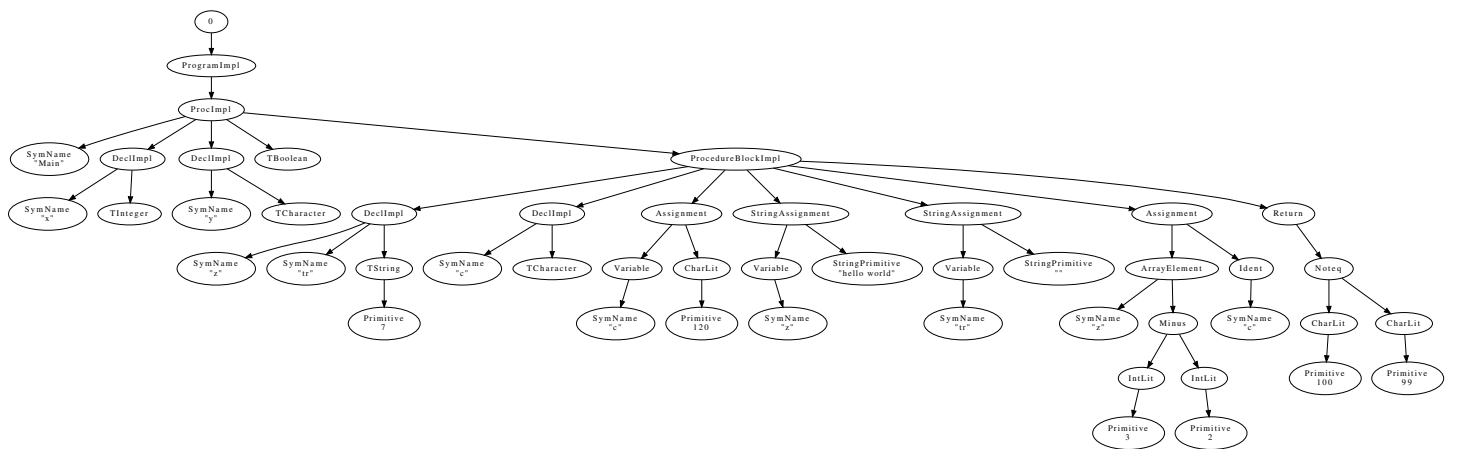 0
ProgramImpl
ProcImpl
SymName
"Main"
DeclImpl
DeclImpl
TBoolean
ProcedureBlockImpl
SymName
"x"
TInteger
SymName
"y"
TCharacter
DeclImpl
DeclImpl
Assignment
StringAssignment
StringAssignment
Assignment
Return
SymName
"z"
SymName
"tr"
TString
SymName
"c"
TCharacter
Variable
CharLit
Variable
StringPrimitive
"hello world"
Variable
StringPrimitive
""
ArrayElement
Ident
Noteq
Primitive
7
SymName
"c"
Primitive
120
SymName
"z"
SymName
"tr"
SymName
"z"
Minus
SymName
"c"
CharLit
CharLit
IntLit
IntLit
Primitive
100
Primitive
99
Primitive
3
Primitive
2